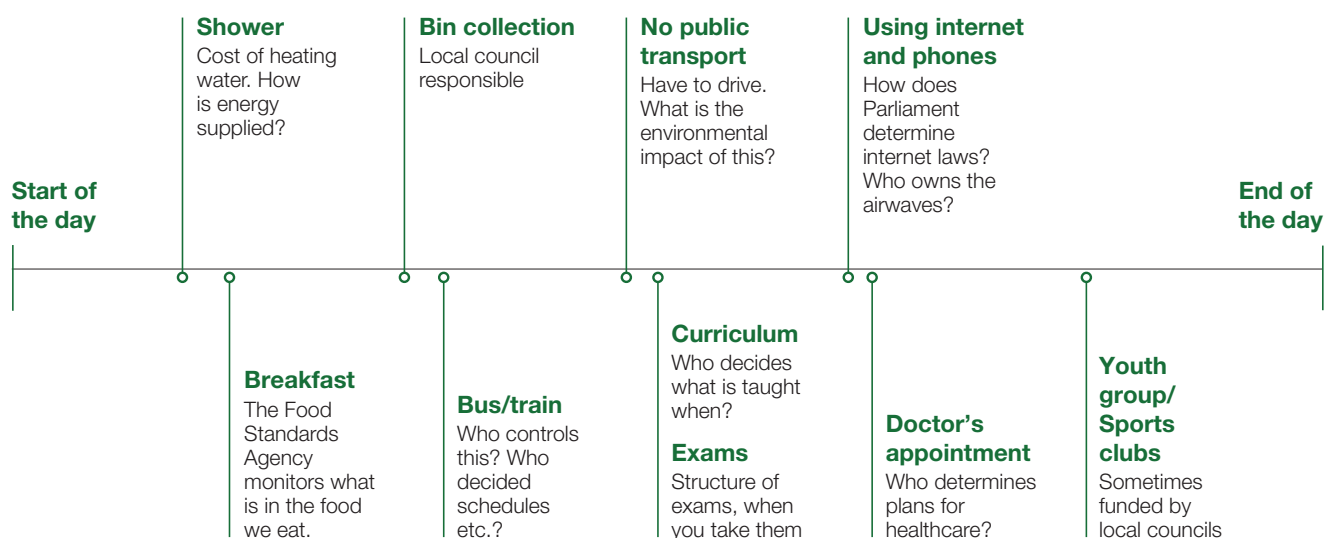 Shower
Cost of heating
water. How
is energy
supplied?
Bin collection
Local council
responsible
No public
transport
Have to drive.
What is the
environmental
impact of this?
Using internet
and phones
How does
Parliament
determine
internet laws?
Who owns the
airwaves?
Start of
the day
End of
the day
Breakfast
The Food
Standards
Agency
monitors what
is in the food
we eat.
Bus/train
Who controls
this? Who
decided
schedules
etc.?
Curriculum
Who decides
what is taught
when?
Exams
Structure of
exams, when
you take them
Doctor's
appointment
Who determines
plans for
healthcare?
Youth
group/
Sports
clubs
Sometimes
funded by
local councils